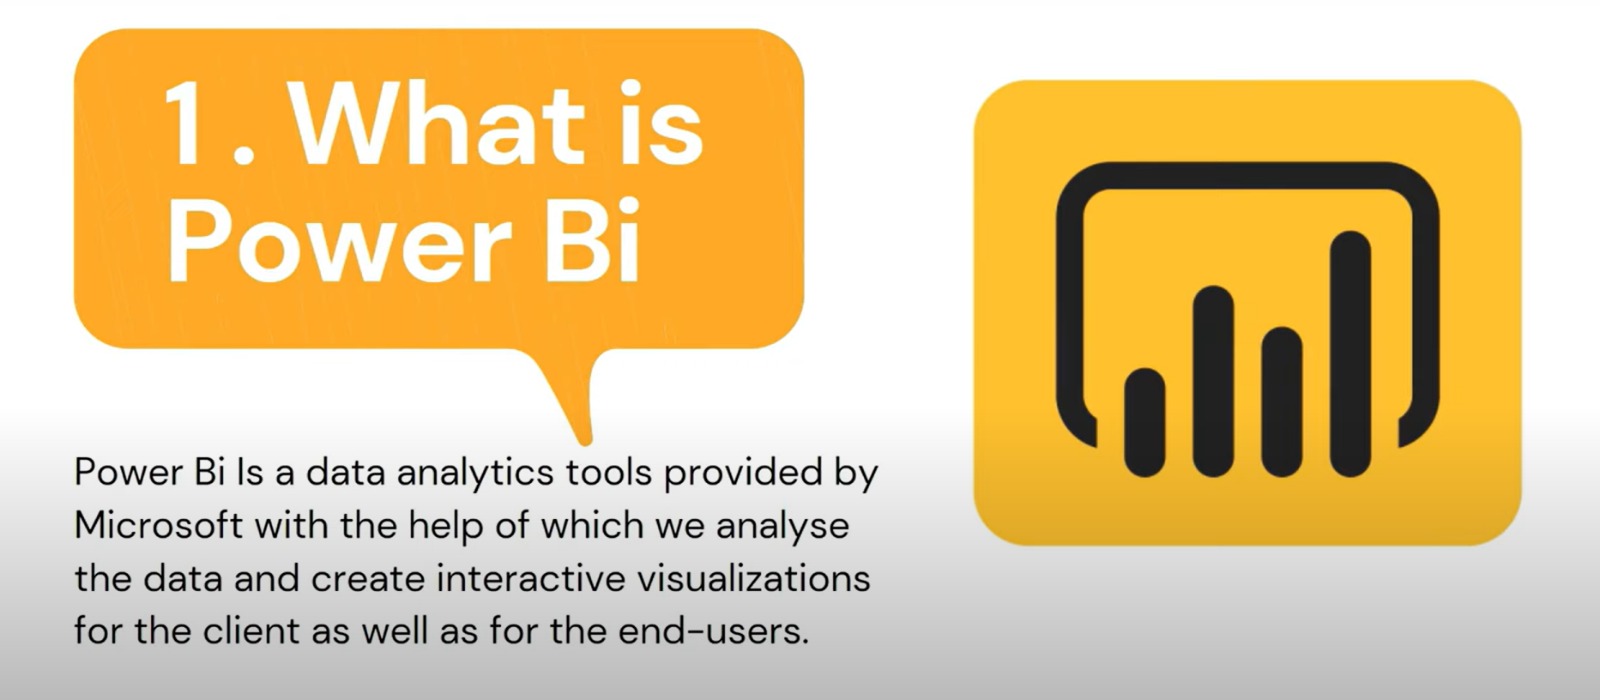 1. What is
Power Bi
Power Bi Is a data analytics tools provided by
Microsoft with the help of which we analyse
the data and create interactive visualizations
for the client as well as for the end-users.